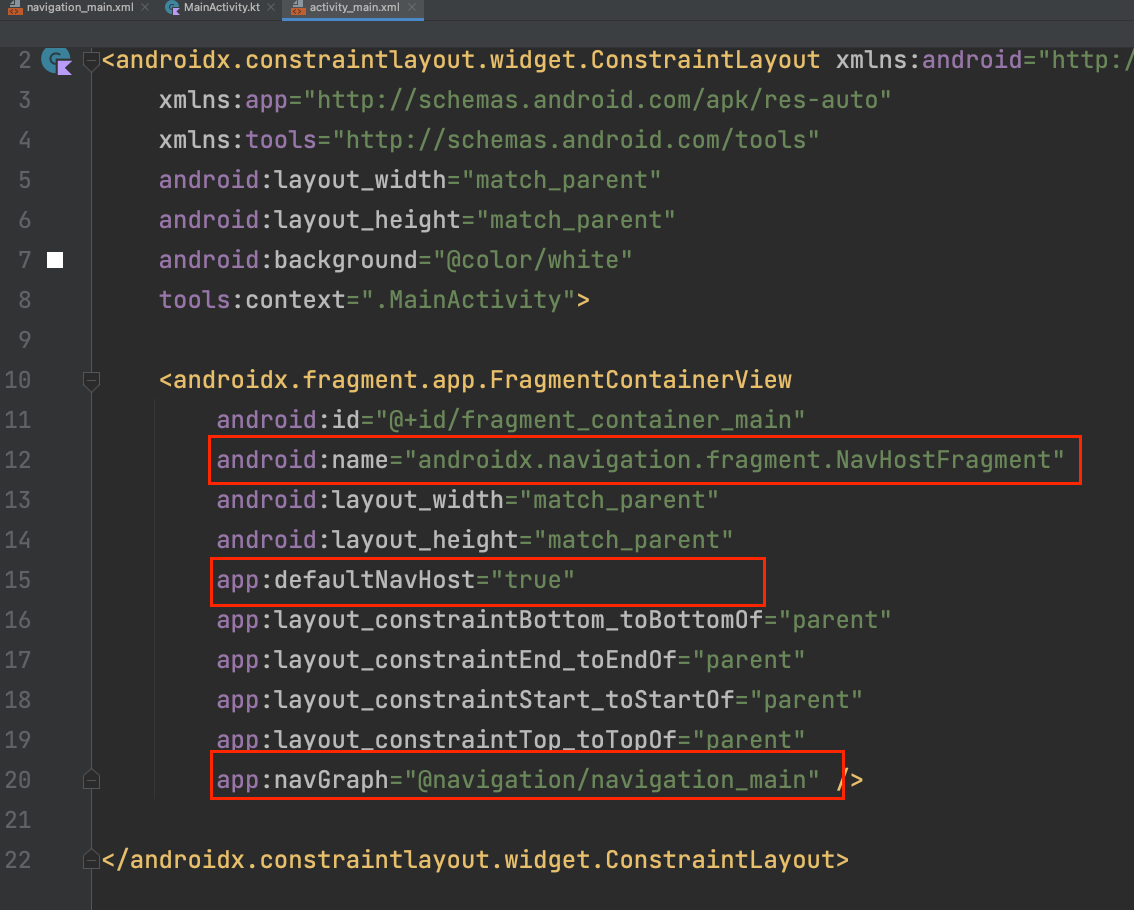 navigation_main.xml MainActivity.kt activity_main.xml
2 <androidx.constraintlayout.widget.ConstraintLayout xmlns:android="http:/
3 xmlns:app="http://schemas.android.com/apk/res-auto"
4 xmlns:tools="http://schemas.android.com/tools"
5 android:layout_width="match_parent"
6 android:layout_height="match_parent"
7 android:background="@color/white"
8 tools:context=".MainActivity">
9
10 <androidx.fragment.app.FragmentContainerView
11 android:id="@+id/fragment_container_main"
12 android:name="androidx.navigation.fragment.NavHostFragment"
13 android:layout_width="match_parent"
14 android:layout_height="match_parent"
15 app:defaultNavHost="true"
16 app:layout_constraintBottom_toBottomOf="parent"
17 app:layout_constraintEnd_toEndOf="parent"
18 app:layout_constraintStart_toStartOf="parent"
19 app:layout_constraintTop_toTopOf="parent"
20 app:navGraph="@navigation/navigation_main" />
21
22 </androidx.constraintlayout.widget.ConstraintLayout>